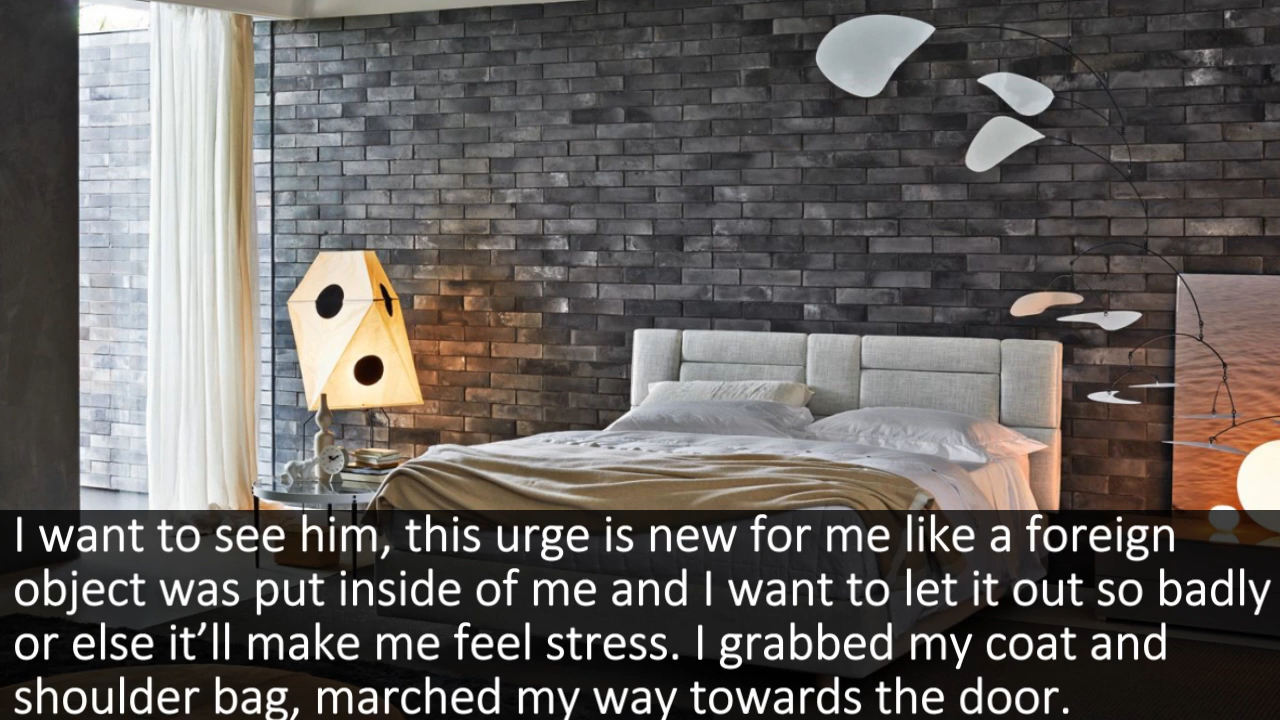 I want to see him, this urge is new for me like a foreign
object was put inside of me and I want to let it out so badly
or else it’ll make me feel stress. I grabbed my coat and
shoulder bag, marched my way towards the door.